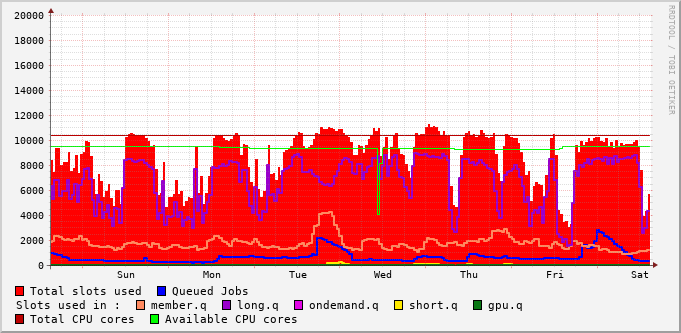 RRDTOOL / TOBI OETIKER
20000
18000
16000
14000
12000
10000
8000
6000
4000
2000
0
Sun Mon Tue Wed Thu Fri Sat
Total slots used Queued Jobs
Slots used in : member.q long.q ondemand.q short.q gpu.q
Total CPU cores Available CPU cores